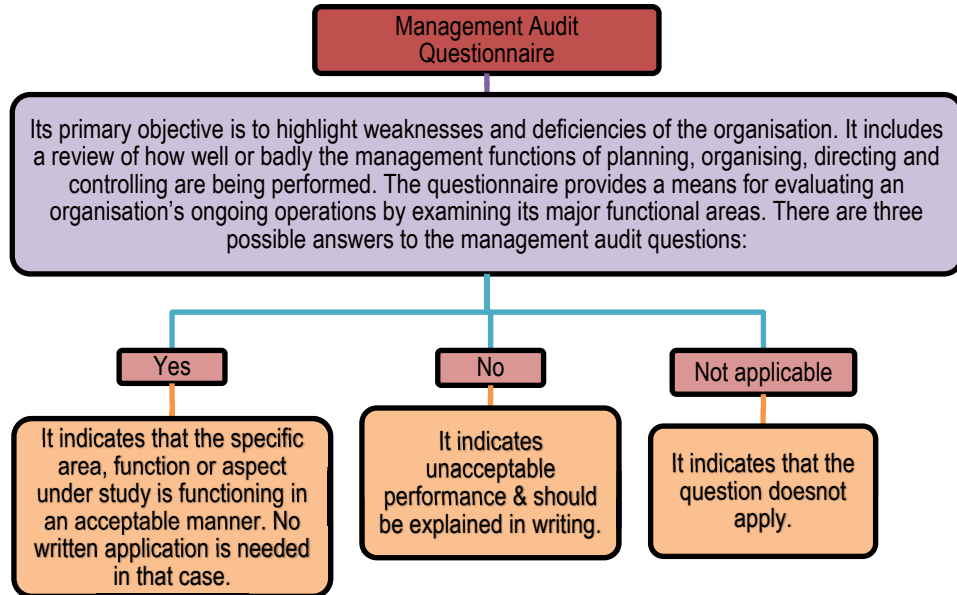 Management Audit
Questionnaire
Its primary objective is to highlight weaknesses and deficiencies of the organisation. It includes
a review of how well or badly the management functions of planning, organising, directing and
controlling are being performed. The questionnaire provides a means for evaluating an
organisation’s ongoing operations by examining its major functional areas. There are three
possible answers to the management audit questions:
Yes
No
Not applicable
It indicates that the specific
area, function or aspect
under study is functioning in
an acceptable manner. No
written application is needed
in that case.
It indicates
unacceptable
performance & should
be explained in writing.
It indicates that the
question doesnot
apply.